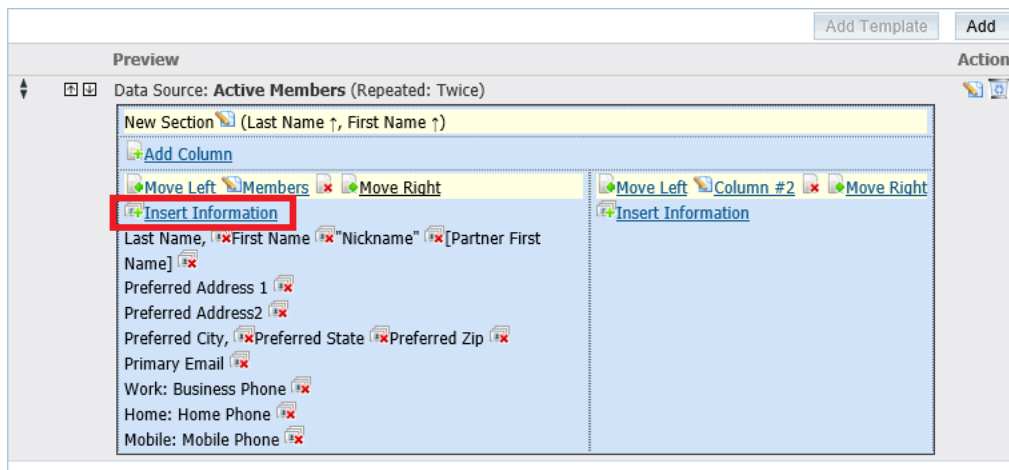 Add Template Add
Preview Action
Data Source: Active Members (Repeated: Twice)
New Section (Last Name ↑, First Name ↑)
Add Column
Move Left Members Move Right
Insert Information
Last Name, First Name "Nickname" [Partner First
Name]
Preferred Address 1
Preferred Address2
Preferred City, Preferred State Preferred Zip
Primary Email
Work: Business Phone
Home: Home Phone
Mobile: Mobile Phone
Move Left Column #2 Move Right
Insert Information